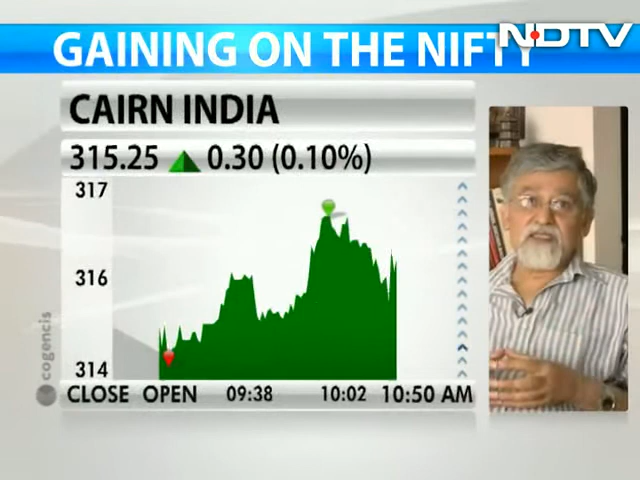 GAINING ON THE NIFTY
NDTV
CAIRN INDIA
315.25 0.30 (0.10%)
317
316
314
CLOSE OPEN 09:38 10:02 10:50 AM
cogencis